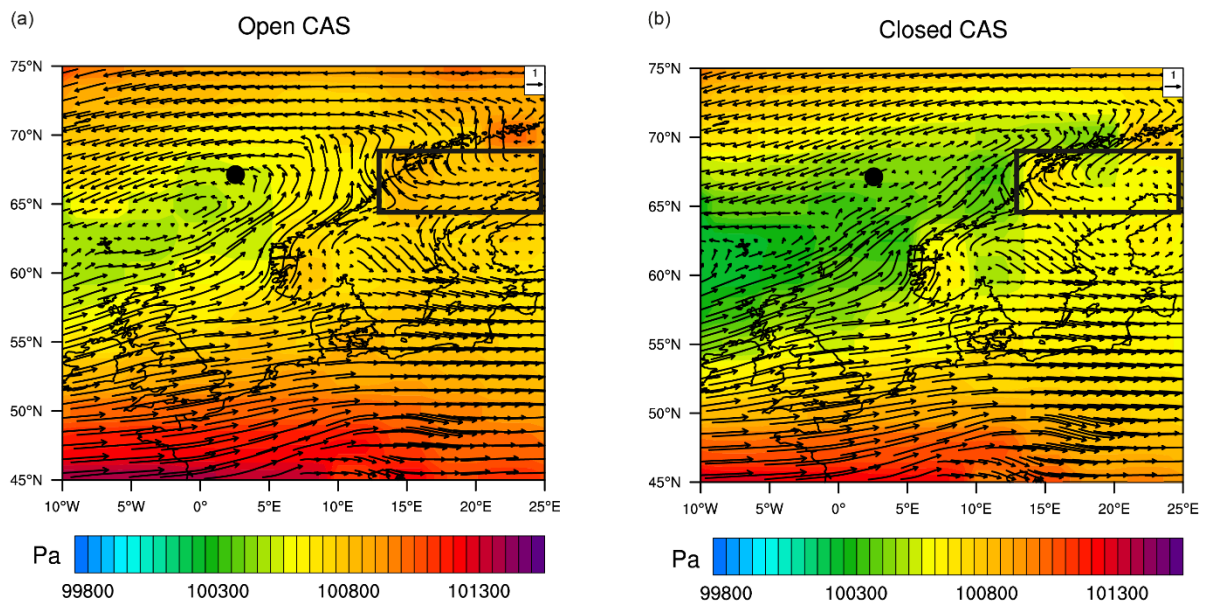 (a)
Open CAS
75°N
70°N
65°N
60°N
55°N
50°N
45°N
1
10°W 5°W 0° 5°E 10°E 15°E 20°E 25°E
Pa
99800 100300 100800 101300
(b)
Closed CAS
75°N
70°N
65°N
60°N
55°N
50°N
45°N
1
10°W 5°W 0° 5°E 10°E 15°E 20°E 25°E
Pa
99800 100300 100800 101300